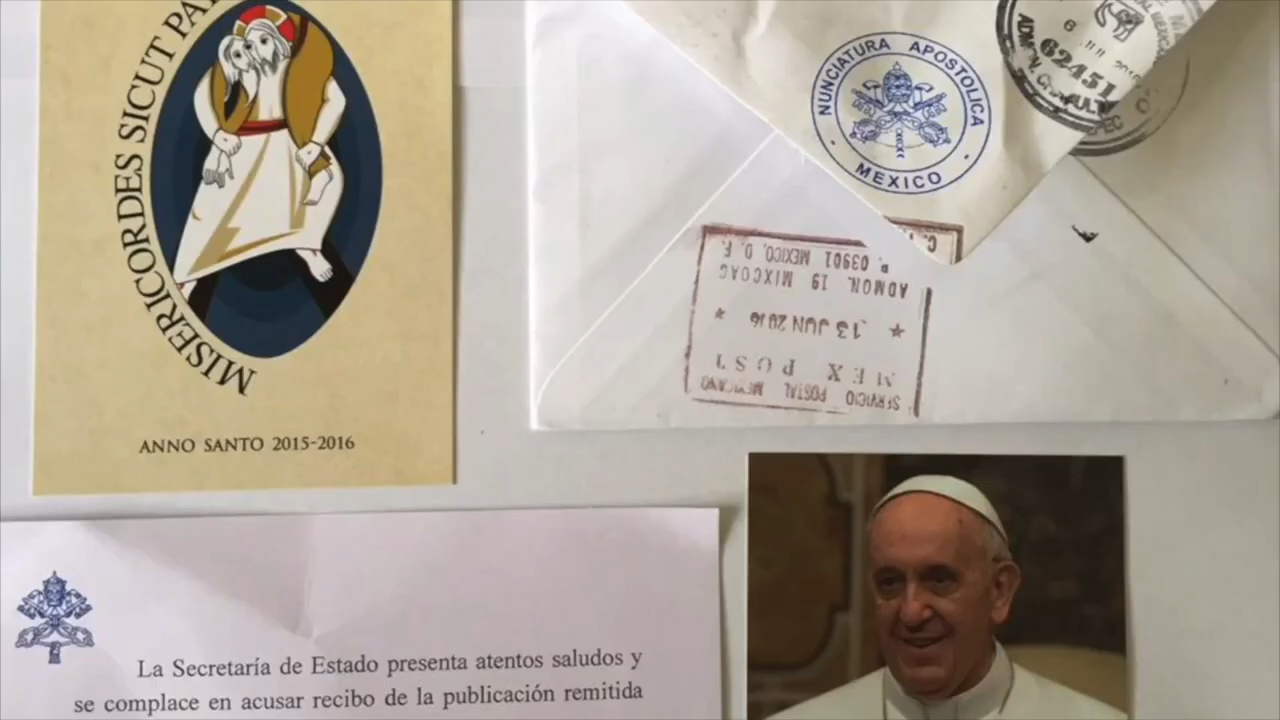 MISERICORDES SICUT PA
ANNO SANTO 2015-2016
NUNCIATURA APOSTOLICA
MEXICO
62451
SERVICIO POSTAL MEXICANO
MEX POST
★ 13 JUN 2016 ★
ADMON. 19 MIXCOAC
P. 03901 MEXICO, D. F.
La Secretaría de Estado presenta atentos saludos y
se complace en acusar recibo de la publicación remitida